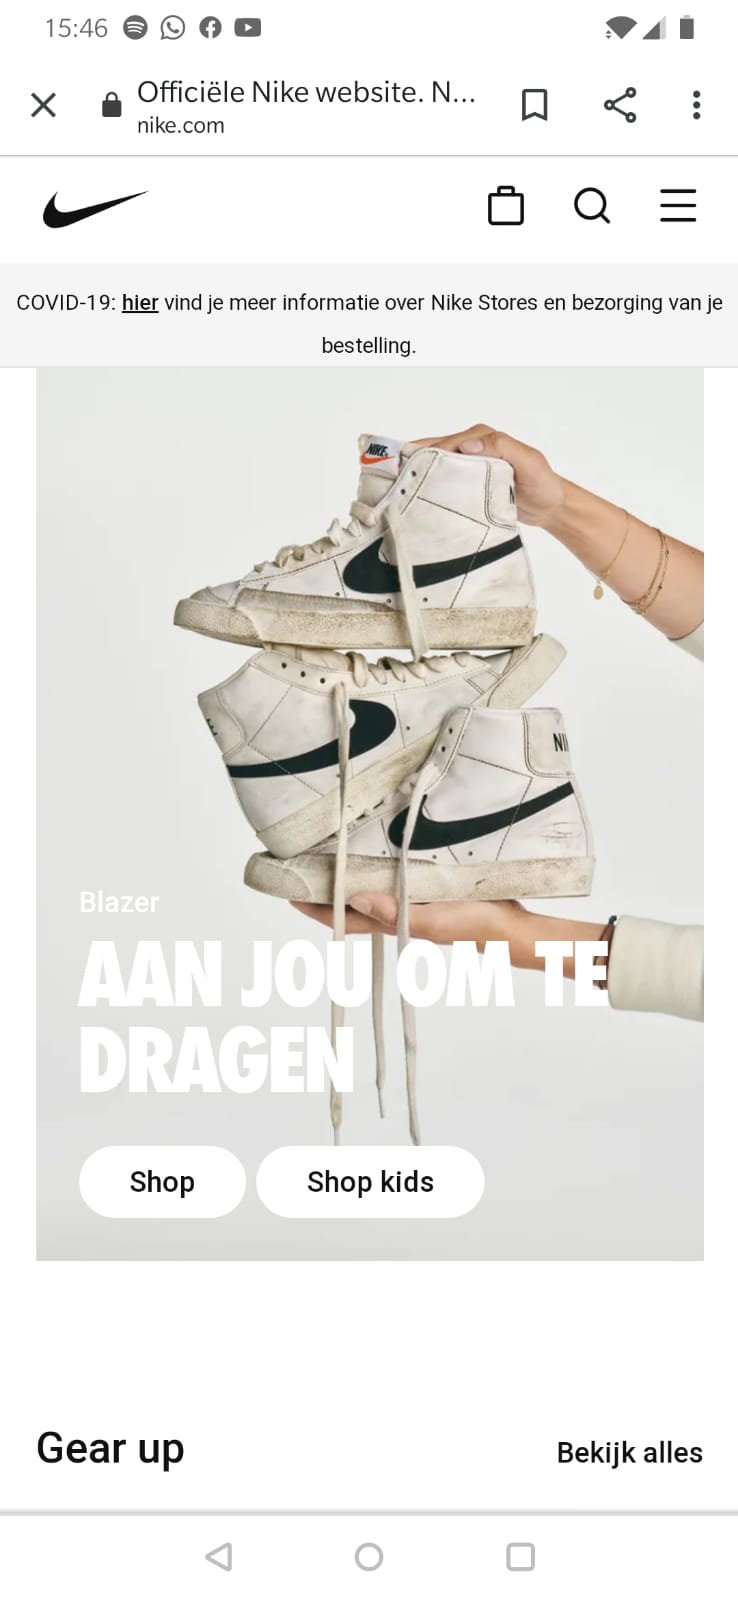 15:46
Officiële Nike website. N...
nike.com
COVID-19: hier vind je meer informatie over Nike Stores en bezorging van je
bestelling.
NIKE
NI
Blazer
AAN JOU OM TE
DRAGEN
Shop
Shop kids
Gear up
Bekijk alles